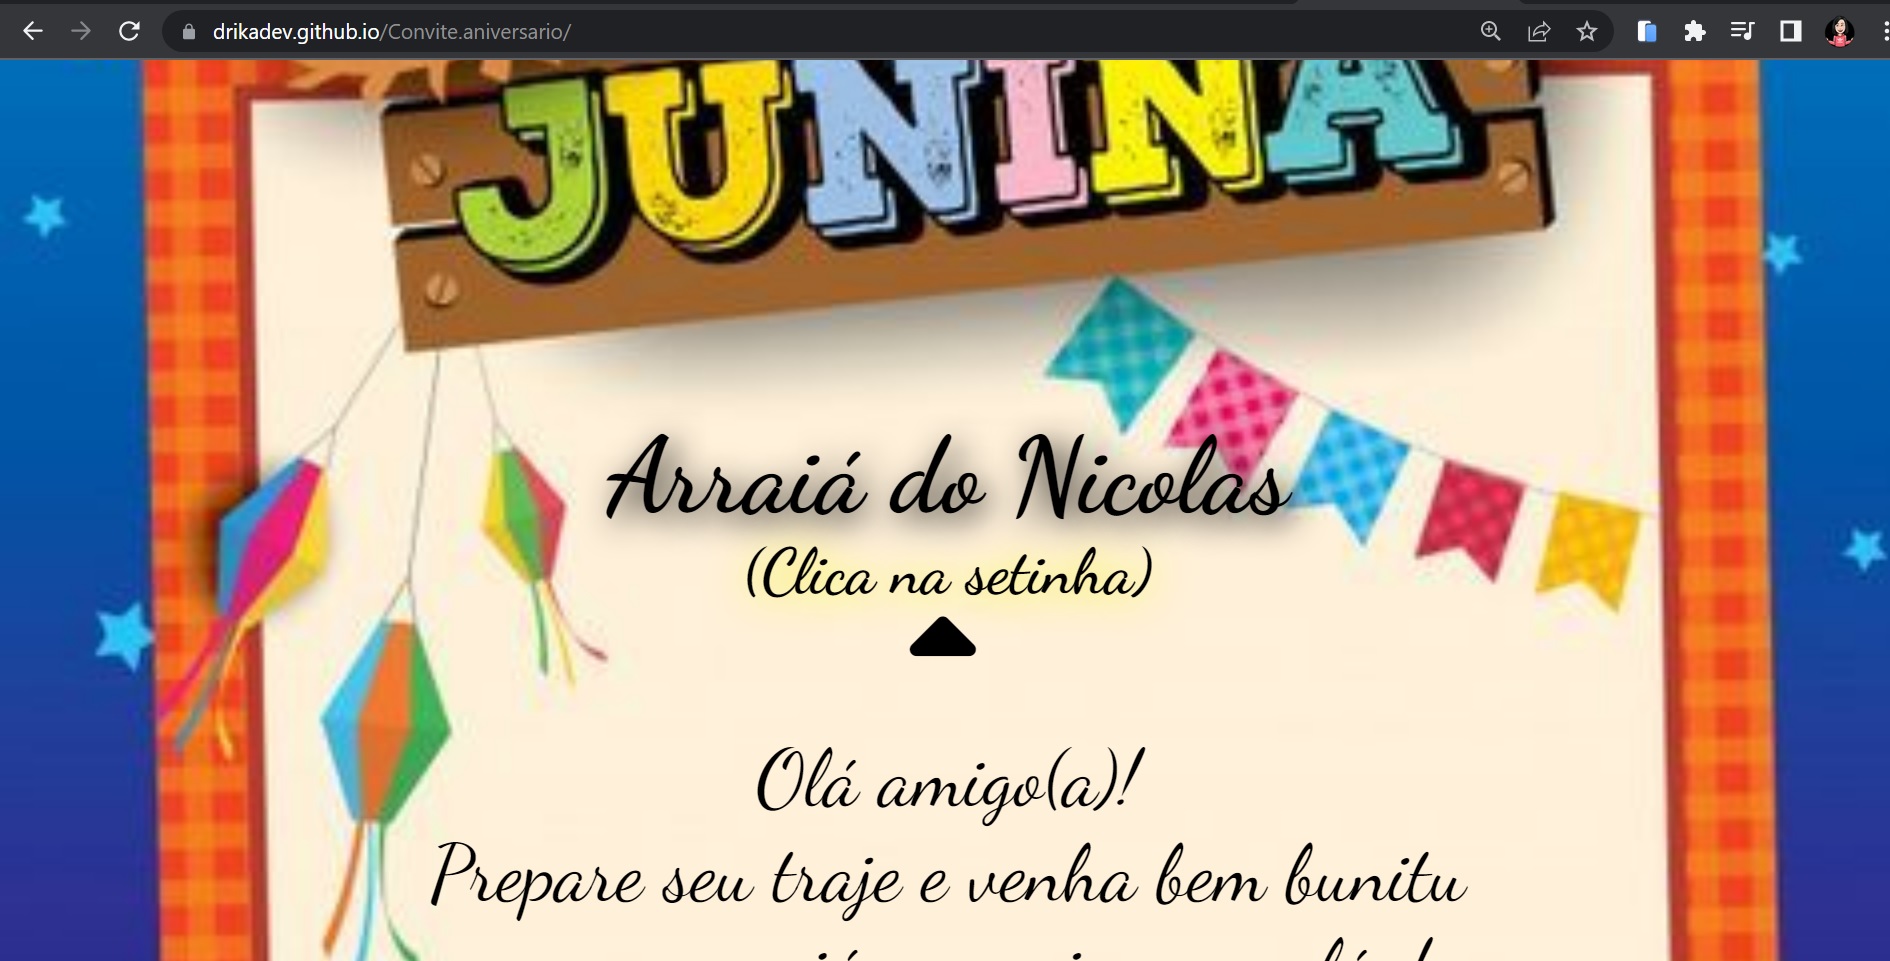 drikadev.github.io/Convite.aniversario/
JUNINA
Arraiá do Nicolas
(Clica na setinha)
Olá amigo(a)!
Prepare seu traje e venha bem bunitu